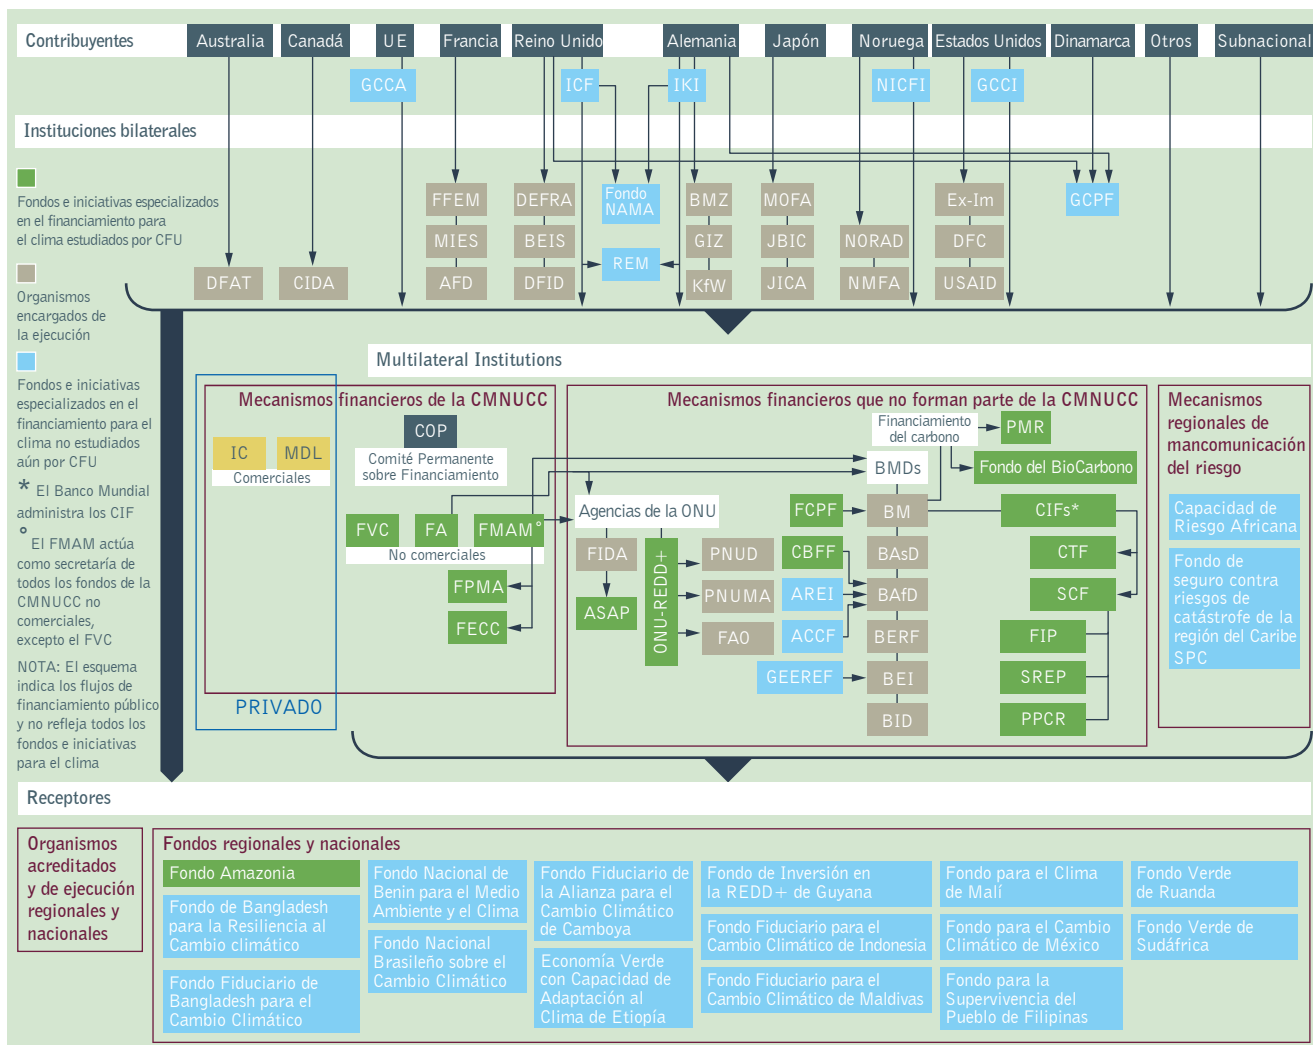 Contribuyentes
Australia
Canadá
UE
Francia
Reino Unido
Alemania
Japón
Noruega
Estados Unidos
Dinamarca
Otros
Subnacional
GCCA
ICF
IKI
NICFI
GCCI
Instituciones bilaterales
Fondos e iniciativas especializados
en el financiamiento para
el clima estudiados por CFU
Organismos
encargados de
la ejecución
Fondos e iniciativas
especializados en el
financiamiento para el
clima no estudiados
aún por CFU
* El Banco Mundial
administra los CIF
° El FMAM actúa
como secretaría de
todos los fondos de la
CMNUCC no
comerciales,
excepto el FVC
NOTA: El esquema
indica los flujos de
financiamiento público
y no refleja todos los
fondos e iniciativas
para el clima
DFAT
CIDA
FFEM
MIES
AFD
DEFRA
BEIS
DFID
Fondo
NAMA
REM
BMZ
GIZ
KfW
MOFA
JBIC
JICA
NORAD
NMFA
Ex-Im
DFC
USAID
GCPF
Multilateral Institutions
Mecanismos financieros de la CMNUCC
COP
Comité Permanente
sobre Financiamiento
IC
MDL
Comerciales
FVC
FA
FMAM°
No comerciales
FPMA
FECC
PRIVADO
Mecanismos financieros que no forman parte de la CMNUCC
Financiamiento
del carbono
PMR
Fondo del BioCarbono
BMDs
Agencias de la ONU
FIDA
ASAP
ONU-REDD+
PNUD
PNUMA
FAO
FCPF
CBFF
AREI
ACCF
GEEREF
BM
BAsD
BAfD
BERF
BEI
BID
CIFs*
CTF
SCF
FIP
SREP
PPCR
Mecanismos
regionales de
mancomunicación
del riesgo
Capacidad de
Riesgo Africana
Fondo de
seguro contra
riesgos de
catástrofe de la
región del Caribe
SPC
Receptores
Organismos
acreditados
y de ejecución
regionales y
nacionales
Fondos regionales y nacionales
Fondo Amazonia
Fondo de Bangladesh
para la Resiliencia al
Cambio climático
Fondo Fiduciario de
Bangladesh para el
Cambio Climático
Fondo Nacional de
Benin para el Medio
Ambiente y el Clima
Fondo Nacional
Brasileño sobre el
Cambio Climático
Fondo Fiduciario de
la Alianza para el
Cambio Climático
de Camboya
Economía Verde
con Capacidad de
Adaptación al
Clima de Etiopía
Fondo de Inversión en
la REDD+ de Guyana
Fondo Fiduciario para el
Cambio Climático de Indonesia
Fondo Fiduciario para el
Cambio Climático de Maldivas
Fondo para el Clima
de Malí
Fondo para el Cambio
Climático de México
Fondo para la
Supervivencia del
Pueblo de Filipinas
Fondo Verde
de Ruanda
Fondo Verde de
Sudáfrica